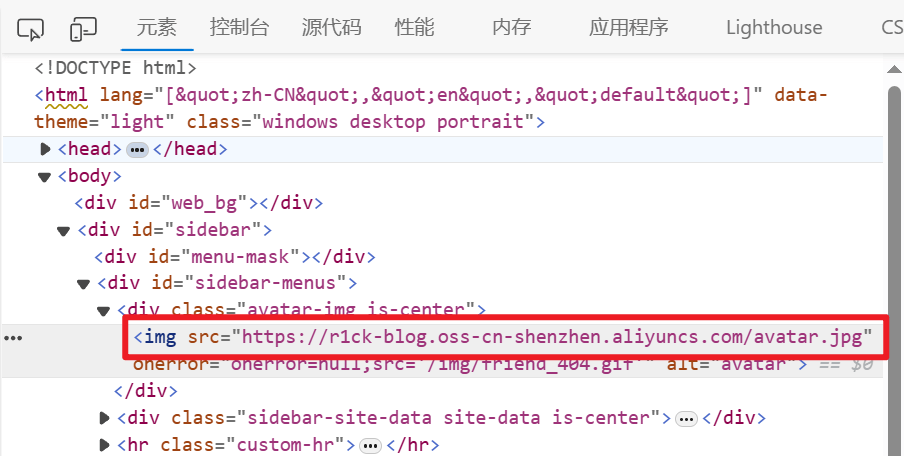 元素 控制台 源代码 性能 内存 应用程序 Lighthouse CS
<!DOCTYPE html>
<html lang="[&quot;zh-CN&quot;,&quot;en&quot;,&quot;default&quot;]" data-
theme="light" class="windows desktop portrait">
<head> ••• </head>
<body>
<div id="web_bg"></div>
<div id="sidebar">
<div id="menu-mask"></div>
<div id="sidebar-menus">
<div class="avatar-img is-center">
<img src="https://r1ck-blog.oss-cn-shenzhen.aliyuncs.com/avatar.jpg"
onerror="onerror=null;src='/img/friend_404.gif'" alt="avatar"> == $0
</div>
<div class="sidebar-site-data site-data is-center"> ••• </div>
<hr class="custom-hr"> ••• </hr>